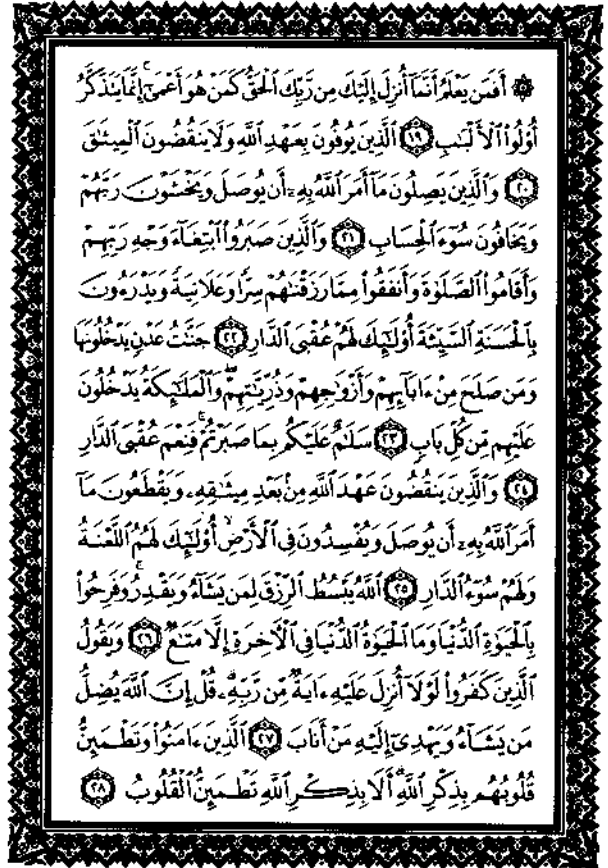 ۞ أَفَمَن يَعْلَمُ أَنَّمَآ أُنزِلَ إِلَيْكَ مِن رَّبِّكَ ٱلْحَقُّ كَمَنْ هُوَ أَعْمَىٰٓۚ إِنَّمَا يَتَذَكَّرُ
أُو۟لُوا۟ ٱلْأَلْبَـٰبِ ١٩ ٱلَّذِينَ يُوفُونَ بِعَهْدِ ٱللَّهِ وَلَا يَنقُضُونَ ٱلْمِيثَـٰقَ
٢٠ وَٱلَّذِينَ يَصِلُونَ مَآ أَمَرَ ٱللَّهُ بِهِۦٓ أَن يُوصَلَ وَيَخْشَوْنَ رَبَّهُمْ
وَيَخَافُونَ سُوٓءَ ٱلْحِسَابِ ٢١ وَٱلَّذِينَ صَبَرُوا۟ ٱبْتِغَآءَ وَجْهِ رَبِّهِمْ
وَأَقَامُوا۟ ٱلصَّلَوٰةَ وَأَنفَقُوا۟ مِمَّا رَزَقْنَـٰهُمْ سِرًّا وَعَلَانِيَةً وَيَدْرَءُونَ
بِٱلْحَسَنَةِ ٱلسَّيِّئَةَ أُو۟لَـٰٓئِكَ لَهُمْ عُقْبَى ٱلدَّارِ ٢٢ جَنَّـٰتُ عَدْنٍ يَدْخُلُونَهَا
وَمَن صَلَحَ مِنْ ءَابَآئِهِمْ وَأَزْوَٰجِهِمْ وَذُرِّيَّـٰتِهِمْۖ وَٱلْمَلَـٰٓئِكَةُ يَدْخُلُونَ
عَلَيْهِم مِّن كُلِّ بَابٍ ٢٣ سَلَـٰمٌ عَلَيْكُم بِمَا صَبَرْتُمْۚ فَنِعْمَ عُقْبَى ٱلدَّارِ
٢٤ وَٱلَّذِينَ يَنقُضُونَ عَهْدَ ٱللَّهِ مِنۢ بَعْدِ مِيثَـٰقِهِۦ وَيَقْطَعُونَ مَآ
أَمَرَ ٱللَّهُ بِهِۦٓ أَن يُوصَلَ وَيُفْسِدُونَ فِى ٱلْأَرْضِۙ أُو۟لَـٰٓئِكَ لَهُمُ ٱللَّعْنَةُ
وَلَهُمْ سُوٓءُ ٱلدَّارِ ٢٥ ٱللَّهُ يَبْسُطُ ٱلرِّزْقَ لِمَن يَشَآءُ وَيَقْدِرُۚ وَفَرِحُوا۟
بِٱلْحَيَوٰةِ ٱلدُّنْيَا وَمَا ٱلْحَيَوٰةُ ٱلدُّنْيَا فِى ٱلْـَٔاخِرَةِ إِلَّا مَتَـٰعٌ ٢٦ وَيَقُولُ
ٱلَّذِينَ كَفَرُوا۟ لَوْلَآ أُنزِلَ عَلَيْهِ ءَايَةٌ مِّن رَّبِّهِۦۗ قُلْ إِنَّ ٱللَّهَ يُضِلُّ
مَن يَشَآءُ وَيَهْدِىٓ إِلَيْهِ مَنْ أَنَابَ ٢٧ ٱلَّذِينَ ءَامَنُوا۟ وَتَطْمَئِنُّ
قُلُوبُهُم بِذِكْرِ ٱللَّهِۗ أَلَا بِذِكْرِ ٱللَّهِ تَطْمَئِنُّ ٱلْقُلُوبُ ٢٨